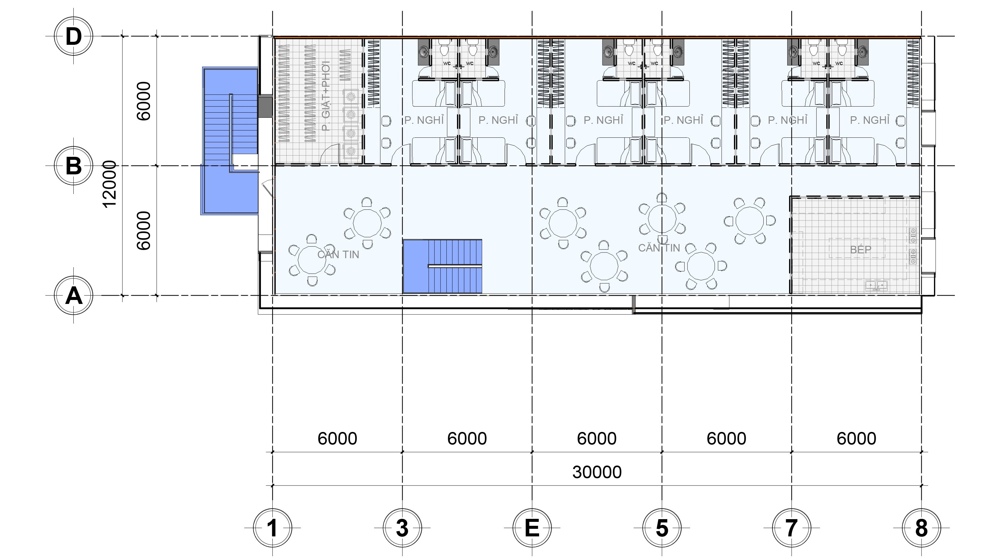 D
B
A
6000
12000
6000
P. GIẶT+PHƠI
WC
WC
WC
WC
WC
WC
P. NGHỈ
P. NGHỈ
P. NGHỈ
P. NGHỈ
P. NGHỈ
P. NGHỈ
CĂN TIN
CĂN TIN
BẾP
6000
6000
6000
6000
6000
30000
1
3
E
5
7
8